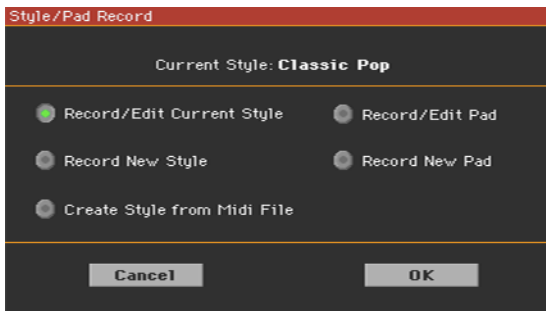 Style/Pad Record
Current Style: Classic Pop
Record/Edit Current Style
Record/Edit Pad
Record New Style
Record New Pad
Create Style from Midi File
Cancel
OK